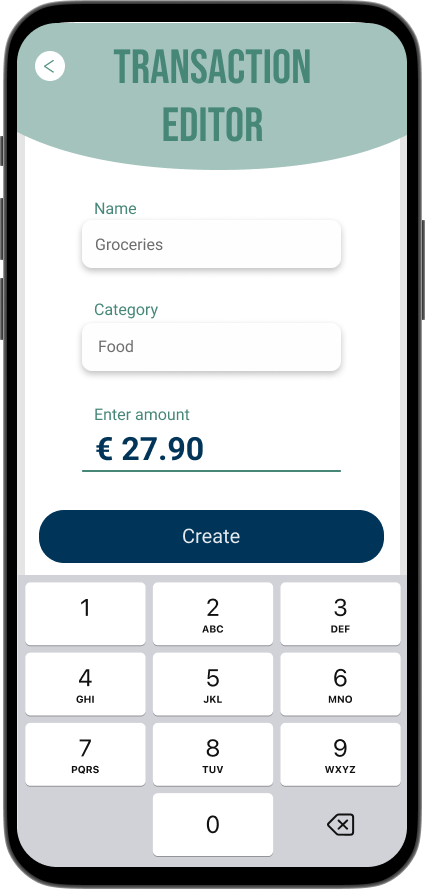 TRANSACTION
EDITOR
Name
Groceries
Category
Food
Enter amount
€ 27.90
Create
1 2 3
ABC DEF
4 5 6
GHI JKL MNO
7 8 9
PQRS TUV WXYZ
0